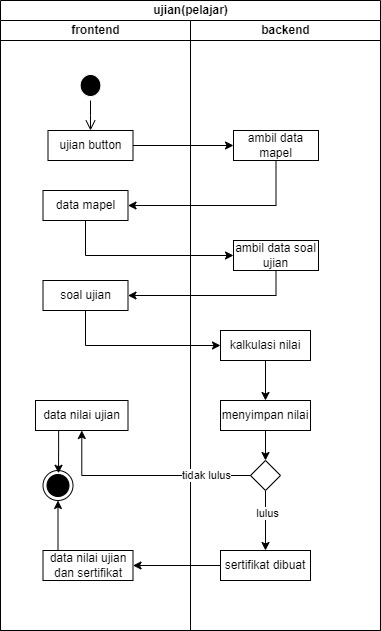 ujian(pelajar)
frontend
backend
ujian button
ambil data
mapel
data mapel
ambil data soal
ujian
soal ujian
kalkulasi nilai
data nilai ujian
menyimpan nilai
tidak lulus
lulus
data nilai ujian
dan sertifikat
sertifikat dibuat